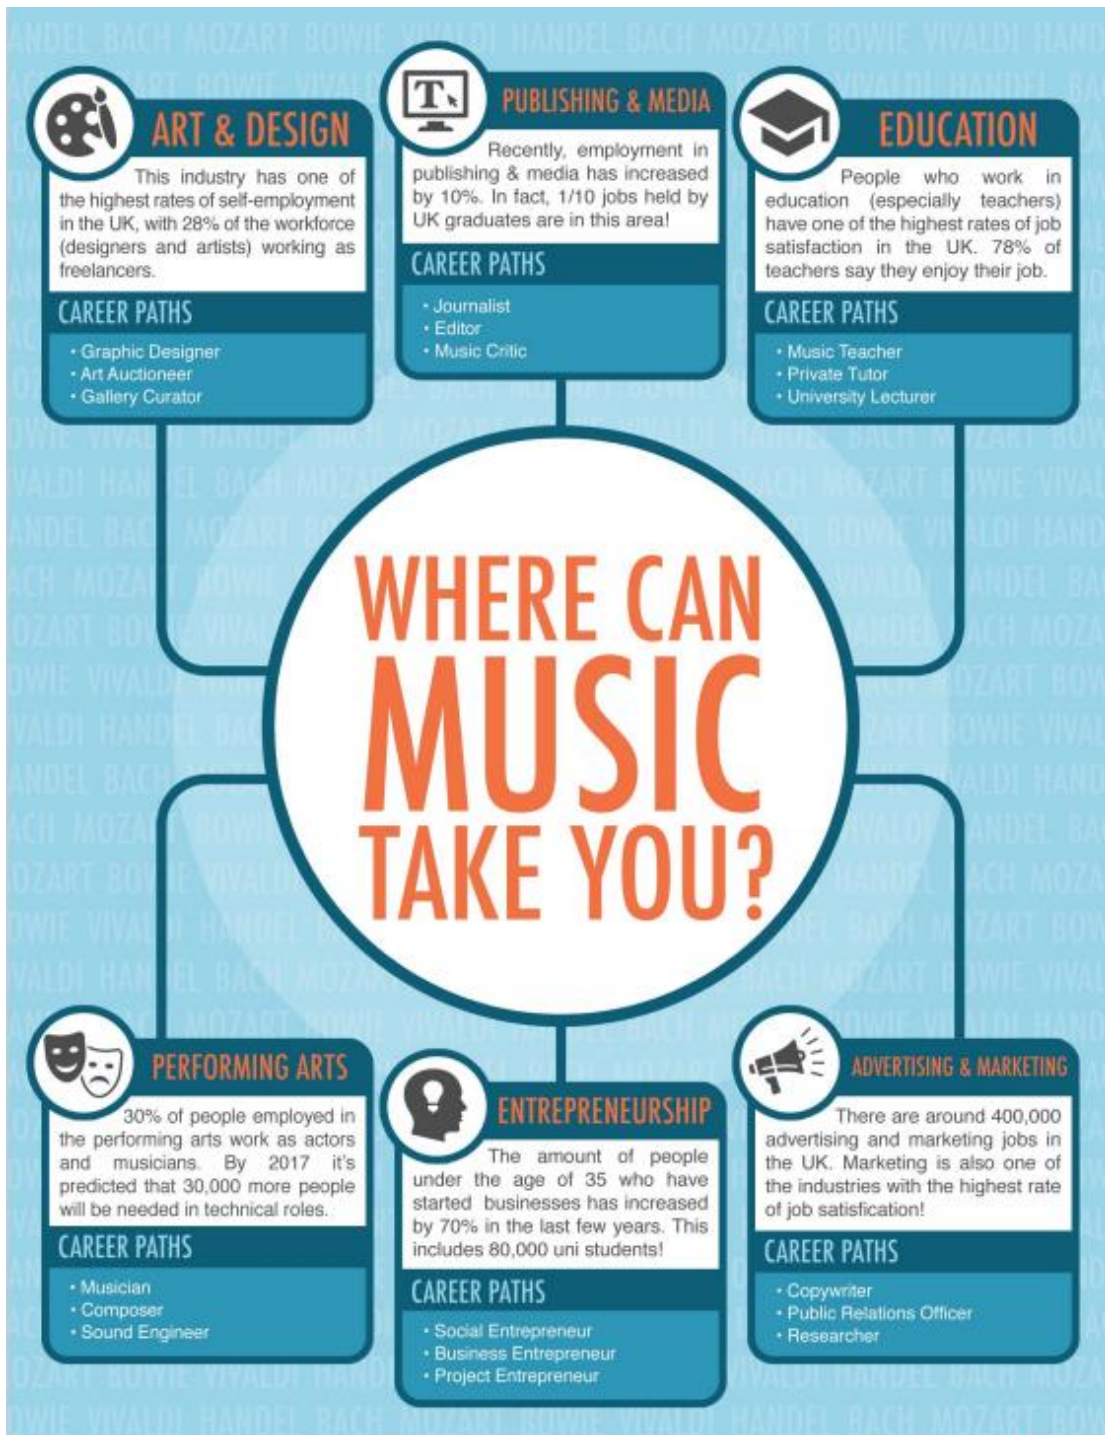 ART & DESIGN
This industry has one of
the highest rates of self-employment
in the UK, with 28% of the workforce
(designers and artists) working as
freelancers.
CAREER PATHS
• Graphic Designer
• Art Auctioneer
• Gallery Curator
T
PUBLISHING & MEDIA
Recently, employment in
publishing & media has increased
by 10%. In fact, 1/10 jobs held by
UK graduates are in this area!
CAREER PATHS
• Journalist
• Editor
• Music Critic
EDUCATION
People who work in
education (especially teachers)
have one of the highest rates of job
satisfaction in the UK. 78% of
teachers say they enjoy their job.
CAREER PATHS
• Music Teacher
• Private Tutor
• University Lecturer
WHERE CAN
MUSIC
TAKE YOU?
PERFORMING ARTS
30% of people employed in
the performing arts work as actors
and musicians. By 2017 it's
predicted that 30,000 more people
will be needed in technical roles.
CAREER PATHS
• Musician
• Composer
• Sound Engineer
ENTREPRENEURSHIP
The amount of people
under the age of 35 who have
started businesses has increased
by 70% in the last few years. This
includes 80,000 uni students!
CAREER PATHS
• Social Entrepreneur
• Business Entrepreneur
• Project Entrepreneur
ADVERTISING & MARKETING
There are around 400,000
advertising and marketing jobs in
the UK. Marketing is also one of
the industries with the highest rate
of job satisfication!
CAREER PATHS
• Copywriter
• Public Relations Officer
• Researcher